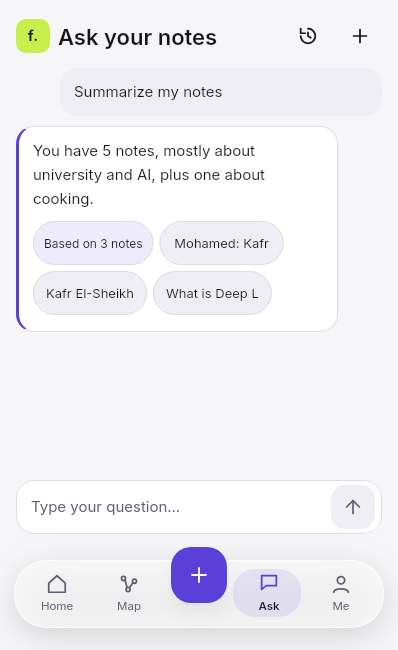 f. Ask your notes
Summarize my notes
You have 5 notes, mostly about
university and AI, plus one about
cooking.
Based on 3 notes
Mohamed: Kafr
Kafr El-Sheikh
What is Deep L
Type your question...
Home
Map
Ask
Me